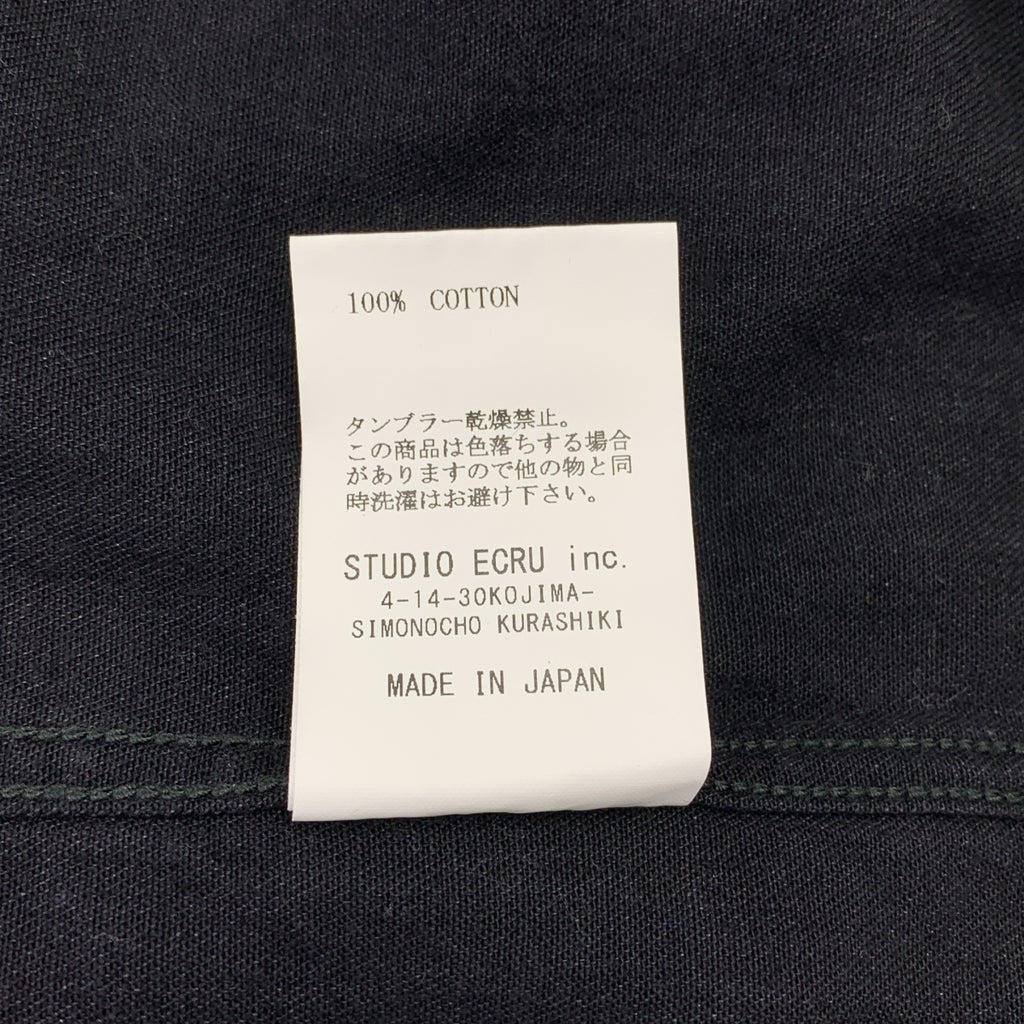 100% COTTON
タンブラー乾燥禁止。
この商品は色落ちする場合
がありますので他の物と同
時洗濯はお避け下さい。
STUDIO ECRU inc.
4-14-30KOJIMA-
SIMONOCHO KURASHIKI
MADE IN JAPAN